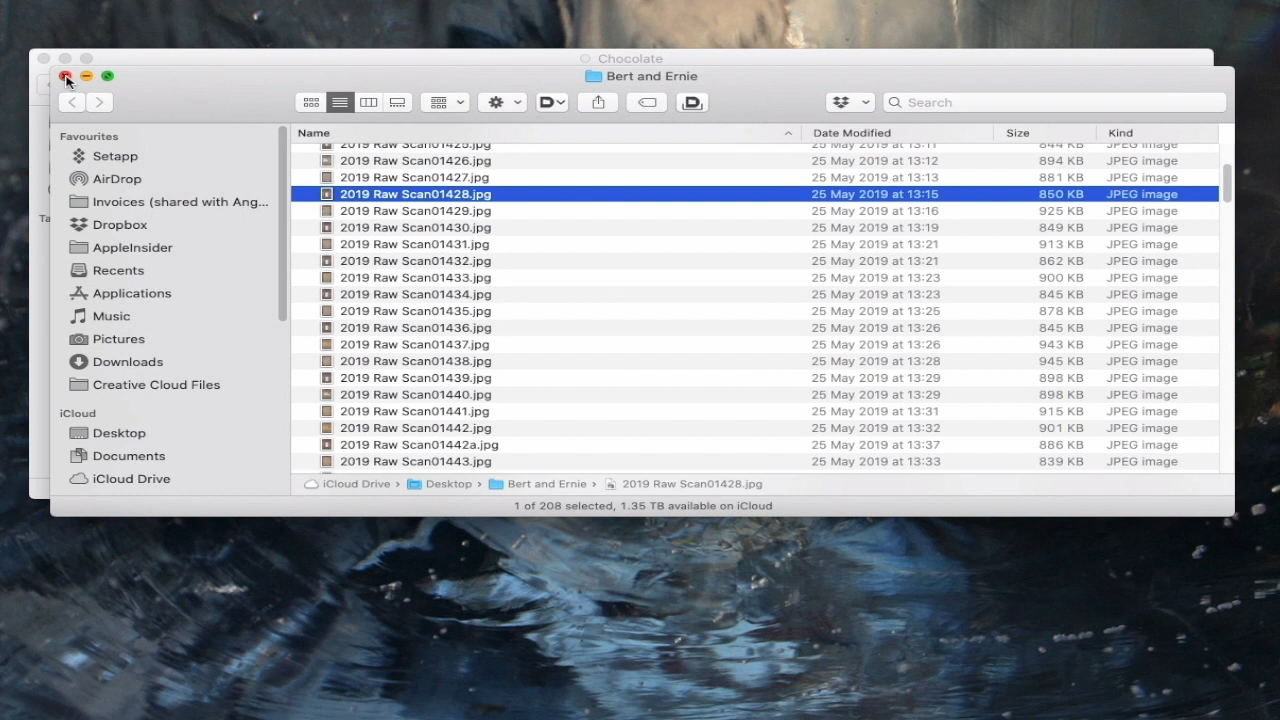 Chocolate
Bert and Ernie
Search
Favourites
Setapp
AirDrop
Invoices (shared with Ang...
Dropbox
AppleInsider
Recents
Applications
Music
Pictures
Downloads
Creative Cloud Files
iCloud
Desktop
Documents
iCloud Drive
Ta
Name Date Modified Size Kind
2019 Raw Scan01425.jpg 25 May 2019 at 13:11 844 KB JPEG image
2019 Raw Scan01426.jpg 25 May 2019 at 13:12 894 KB JPEG image
2019 Raw Scan01427.jpg 25 May 2019 at 13:13 881 KB JPEG image
2019 Raw Scan01428.jpg 25 May 2019 at 13:15 850 KB JPEG image
2019 Raw Scan01429.jpg 25 May 2019 at 13:16 925 KB JPEG image
2019 Raw Scan01430.jpg 25 May 2019 at 13:19 849 KB JPEG image
2019 Raw Scan01431.jpg 25 May 2019 at 13:21 913 KB JPEG image
2019 Raw Scan01432.jpg 25 May 2019 at 13:21 862 KB JPEG image
2019 Raw Scan01433.jpg 25 May 2019 at 13:23 900 KB JPEG image
2019 Raw Scan01434.jpg 25 May 2019 at 13:23 845 KB JPEG image
2019 Raw Scan01435.jpg 25 May 2019 at 13:25 878 KB JPEG image
2019 Raw Scan01436.jpg 25 May 2019 at 13:26 845 KB JPEG image
2019 Raw Scan01437.jpg 25 May 2019 at 13:26 943 KB JPEG image
2019 Raw Scan01438.jpg 25 May 2019 at 13:28 945 KB JPEG image
2019 Raw Scan01439.jpg 25 May 2019 at 13:29 898 KB JPEG image
2019 Raw Scan01440.jpg 25 May 2019 at 13:29 898 KB JPEG image
2019 Raw Scan01441.jpg 25 May 2019 at 13:31 915 KB JPEG image
2019 Raw Scan01442.jpg 25 May 2019 at 13:32 901 KB JPEG image
2019 Raw Scan01442a.jpg 25 May 2019 at 13:37 886 KB JPEG image
2019 Raw Scan01443.jpg 25 May 2019 at 13:33 839 KB JPEG image
iCloud Drive › Desktop › Bert and Ernie › 2019 Raw Scan01428.jpg
1 of 208 selected, 1.35 TB available on iCloud